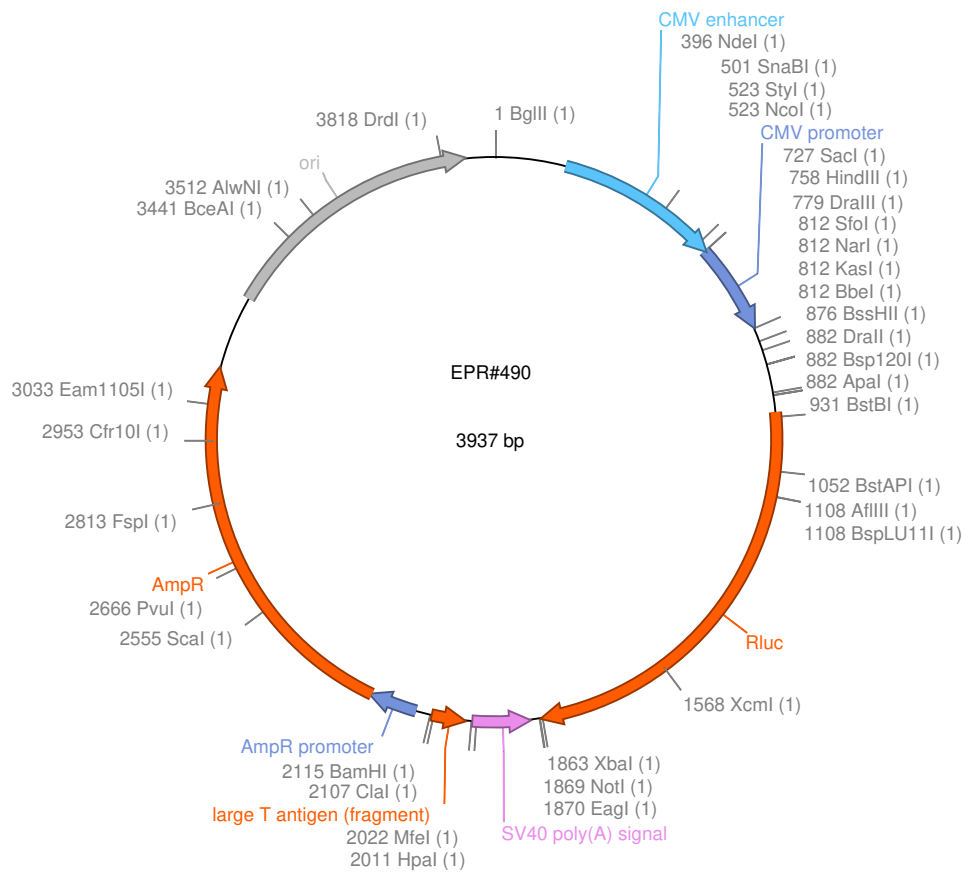 CMV enhancer
396 NdeI (1)
501 SnaBI (1)
523 StyI (1)
523 NcoI (1)
CMV promoter
727 SacI (1)
758 HindIII (1)
779 DraIII (1)
812 SfoI (1)
812 NarI (1)
812 KasI (1)
812 BbeI (1)
876 BssHII (1)
882 DraII (1)
882 Bsp120I (1)
882 ApaI (1)
931 BstBI (1)
1052 BstAPI (1)
1108 AflIII (1)
1108 BspLU11I (1)
Rluc
1568 XcmI (1)
1863 XbaI (1)
1869 NotI (1)
1870 EagI (1)
SV40 poly(A) signal
2011 HpaI (1)
2022 MfeI (1)
large T antigen (fragment)
2107 ClaI (1)
2115 BamHI (1)
AmpR promoter
2555 ScaI (1)
2666 PvuI (1)
AmpR
2813 FspI (1)
2953 Cfr10I (1)
3033 Eam1105I (1)
3441 BceAI (1)
3512 AlwNI (1)
ori
3818 DrdI (1)
1 BglII (1)
EPR#490
3937 bp